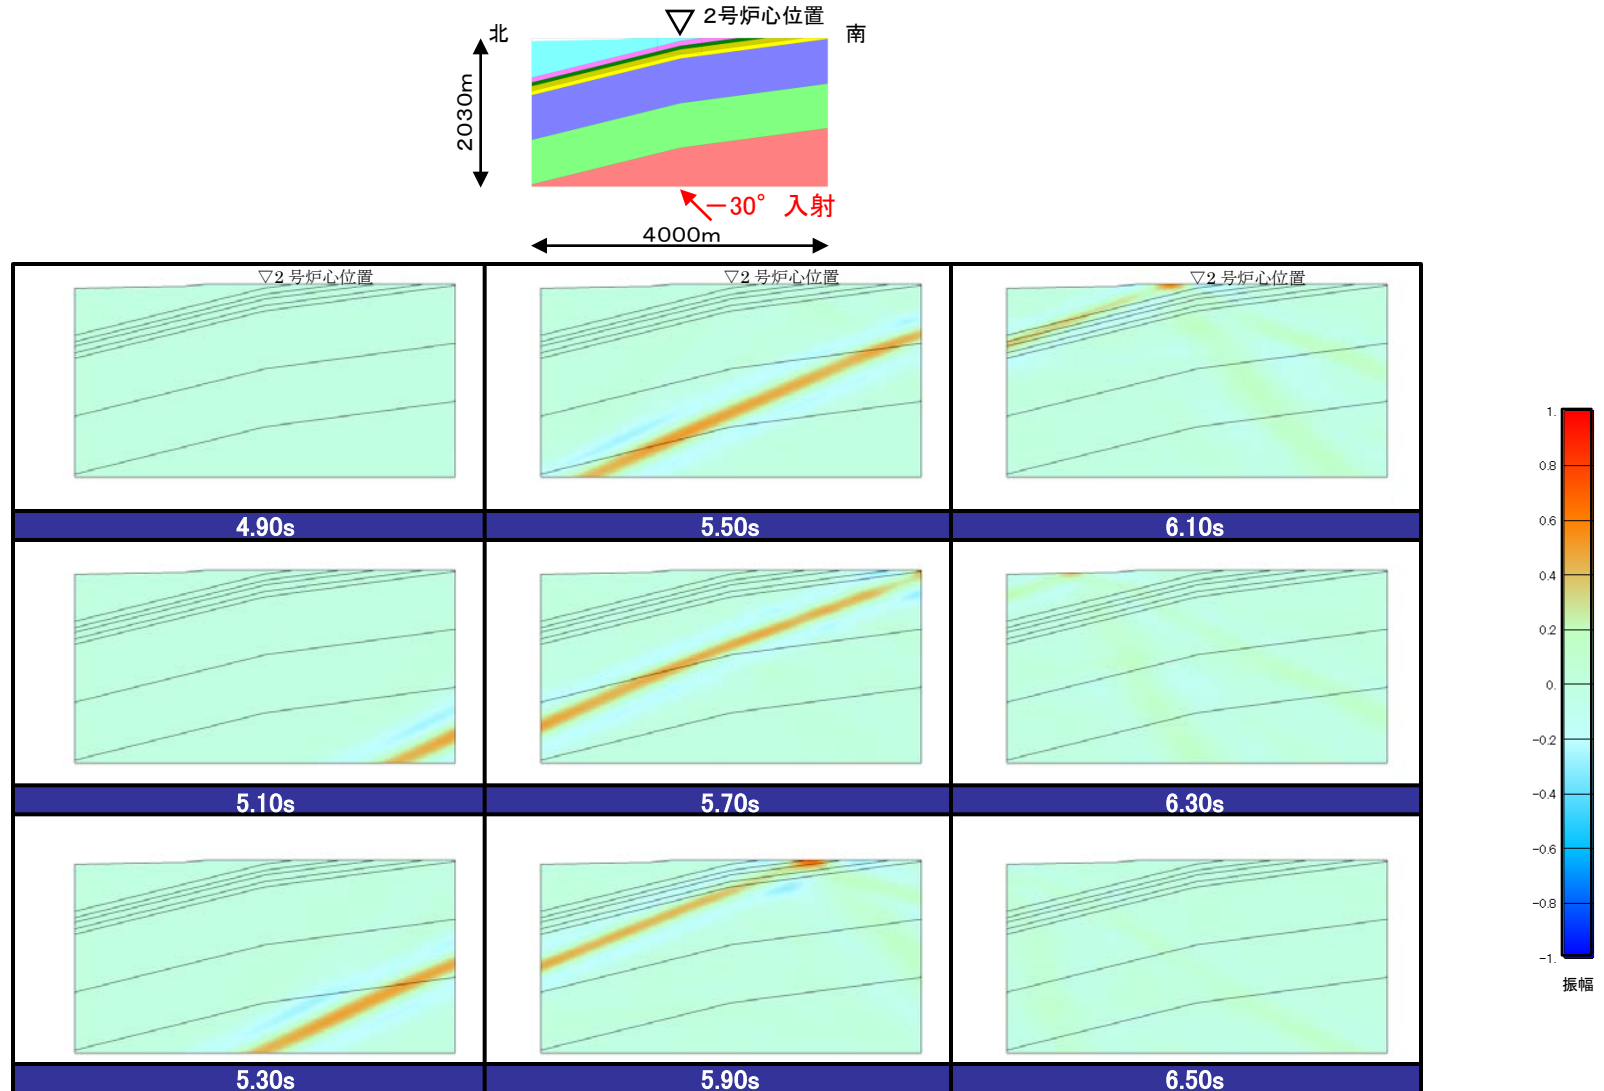 ２号炉心位置
北
南
2030m
－30°入射
4000m
▽2号炉心位置
▽2号炉心位置
▽2号炉心位置
4.90s
5.50s
6.10s
5.10s
5.70s
6.30s
5.30s
5.90s
6.50s
1.
0.8
0.6
0.4
0.2
0.
-0.2
-0.4
-0.6
-0.8
-1.
振幅